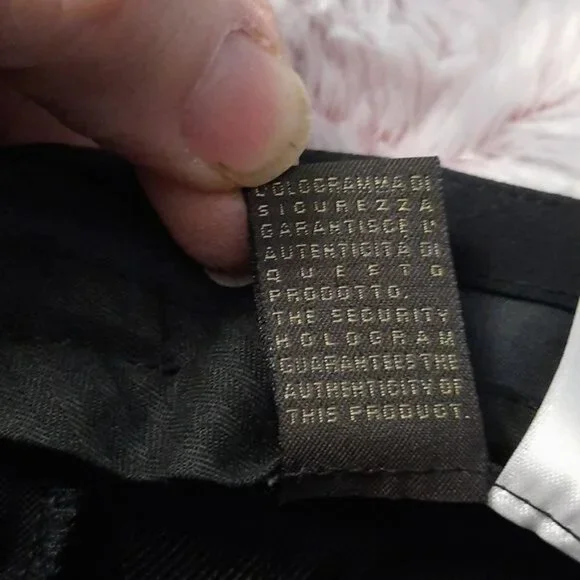 L'OLOGRAMMA DI
SICUREZZA
GARANTISCE L'
AUTENTICITÀ DI
QUESTO
PRODOTTO.
THE SECURITY
HOLOGRAM
GUARANTEES THE
AUTHENTICITY OF
THIS PRODUCT.